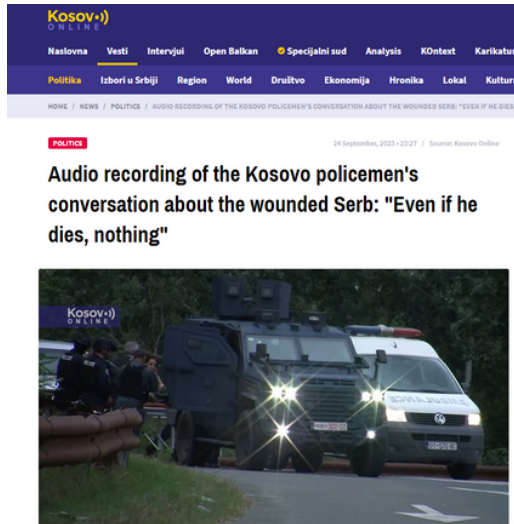 Kosov
ONLINE
Naslovna Vesti Intervjui Open Balkan Specijalni sud Analysis KOntext Karikatur
Politika Izbori u Srbiji Region World Društvo Ekonomija Hronika Lokal Kultura
HOME / NEWS / POLITICS / AUDIO RECORDING OF THE KOSOVO POLICEMEN'S CONVERSATION ABOUT THE WOUNDED SERB: "EVEN IF HE DIES,
POLITICS
24 September, 2023 • 23:27 / Source: Kosovo Online
Audio recording of the Kosovo policemen's
conversation about the wounded Serb: "Even if he
dies, nothing"
Kosov
ONLINE
POLICE